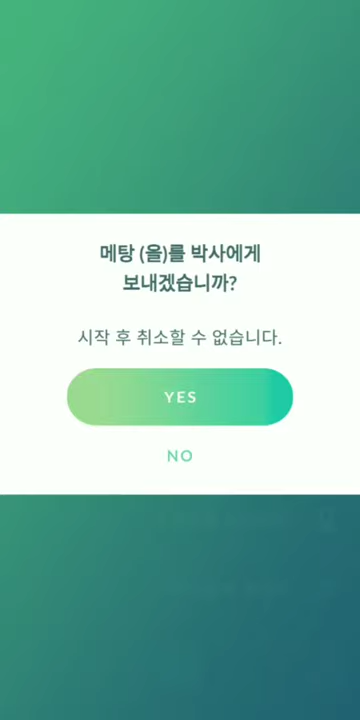 메탕 (을)를 박사에게
보내겠습니까?
시작 후 취소할 수 없습니다.
YES
NO